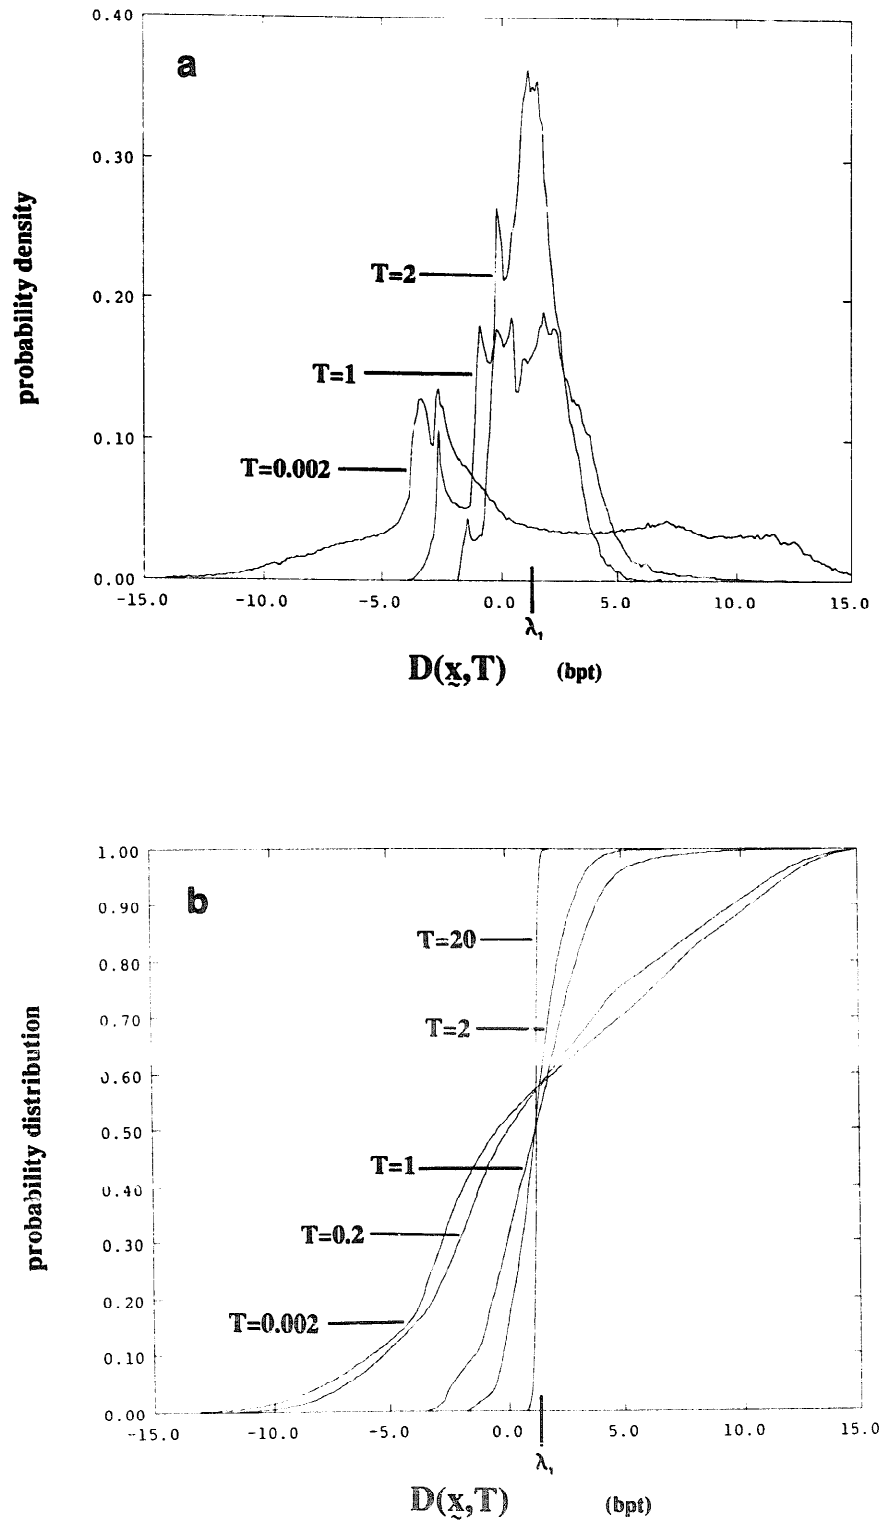 a
0.40
0.30
0.20
0.10
0.00
probability density
T=2
T=1
T=0.002
-15.0 -10.0 -5.0 0.0 5.0 10.0 15.0
λ₁
D(x̰,T) (bpt)
b
1.00
0.90
0.80
0.70
0.60
0.50
0.40
0.30
0.20
0.10
0.00
probability distribution
T=20
T=2
T=1
T=0.2
T=0.002
-15.0 -10.0 -5.0 0.0 5.0 10.0 15.0
λ₁
D(x̰,T) (bpt)